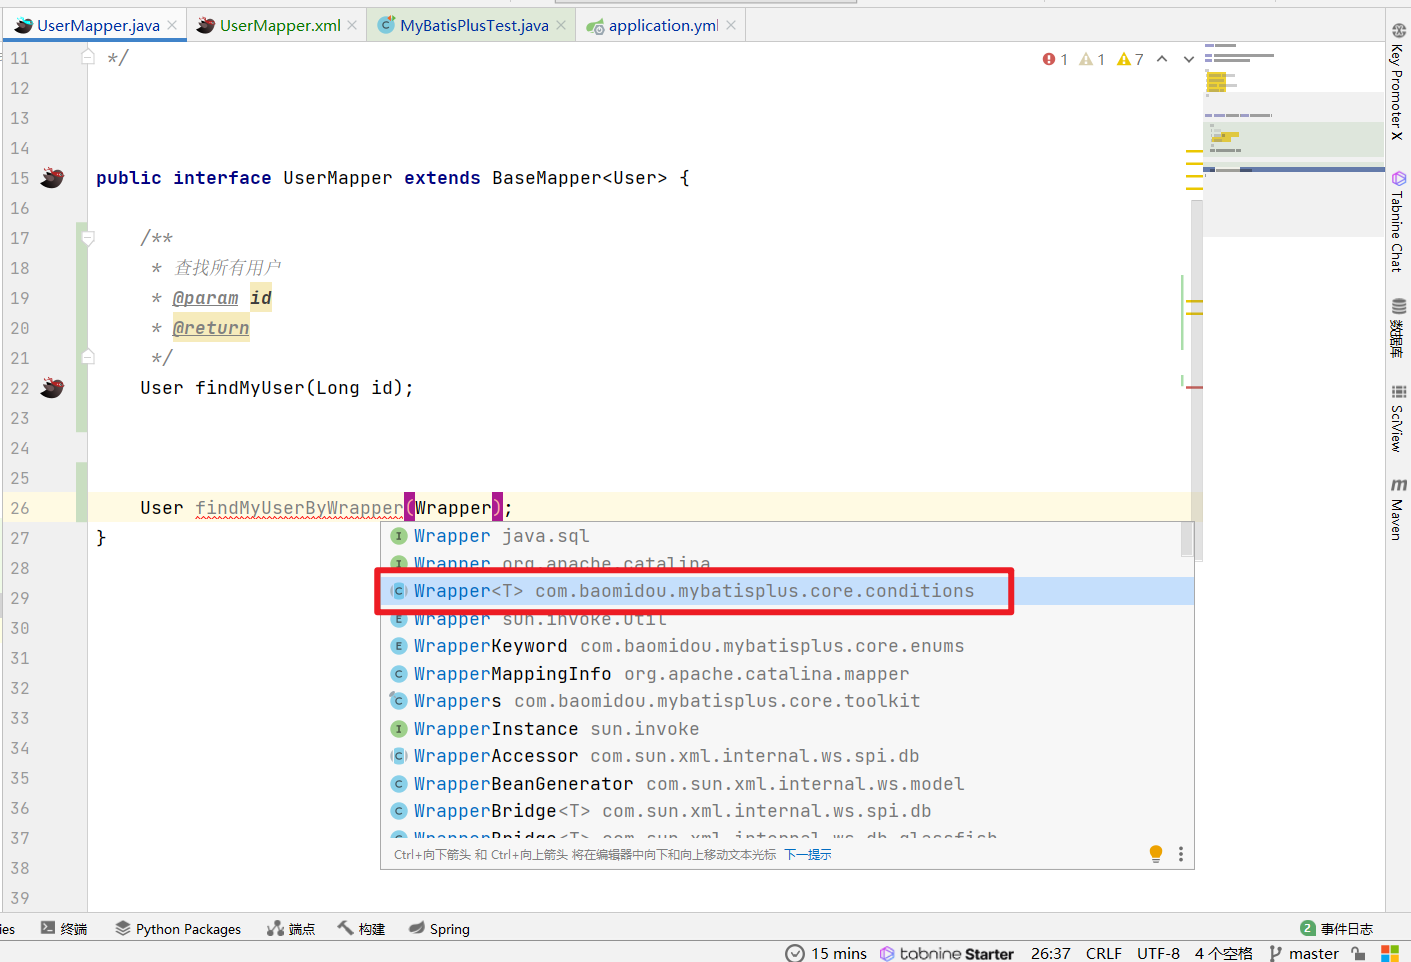 UserMapper.java
UserMapper.xml
MyBatisPlusTest.java
application.yml
1 1 7
11 */
12
13
14
15 public interface UserMapper extends BaseMapper<User> {
16
17 /**
18 * 查找所有用户
19 * @param id
20 * @return
21 */
22 User findMyUser(Long id);
23
24
25
26 User findMyUserByWrapper(Wrapper);
27 }
28
29
30
31
32
33
34
35
36
37
38
39
Wrapper java.sql
Wrapper org.apache.catalina
Wrapper<T> com.baomidou.mybatisplus.core.conditions
Wrapper sun.invoke.util
WrapperKeyword com.baomidou.mybatisplus.core.enums
WrapperMappingInfo org.apache.catalina.mapper
Wrappers com.baomidou.mybatisplus.core.toolkit
WrapperInstance sun.invoke
WrapperAccessor com.sun.xml.internal.ws.spi.db
WrapperBeanGenerator com.sun.xml.internal.ws.model
WrapperBridge<T> com.sun.xml.internal.ws.spi.db
WrapperBridge<T> com.sun.xml.internal.ws.db.glassfish
Ctrl+向下箭头 和 Ctrl+向上箭头 将在编辑器中向下和向上移动文本光标 下一提示
Key Promoter X
Tabnine Chat
数据库
SciView
Maven
ies
终端
Python Packages
端点
构建
Spring
2 事件日志
15 mins
tabnine Starter
26:37
CRLF
UTF-8
4 个空格
master